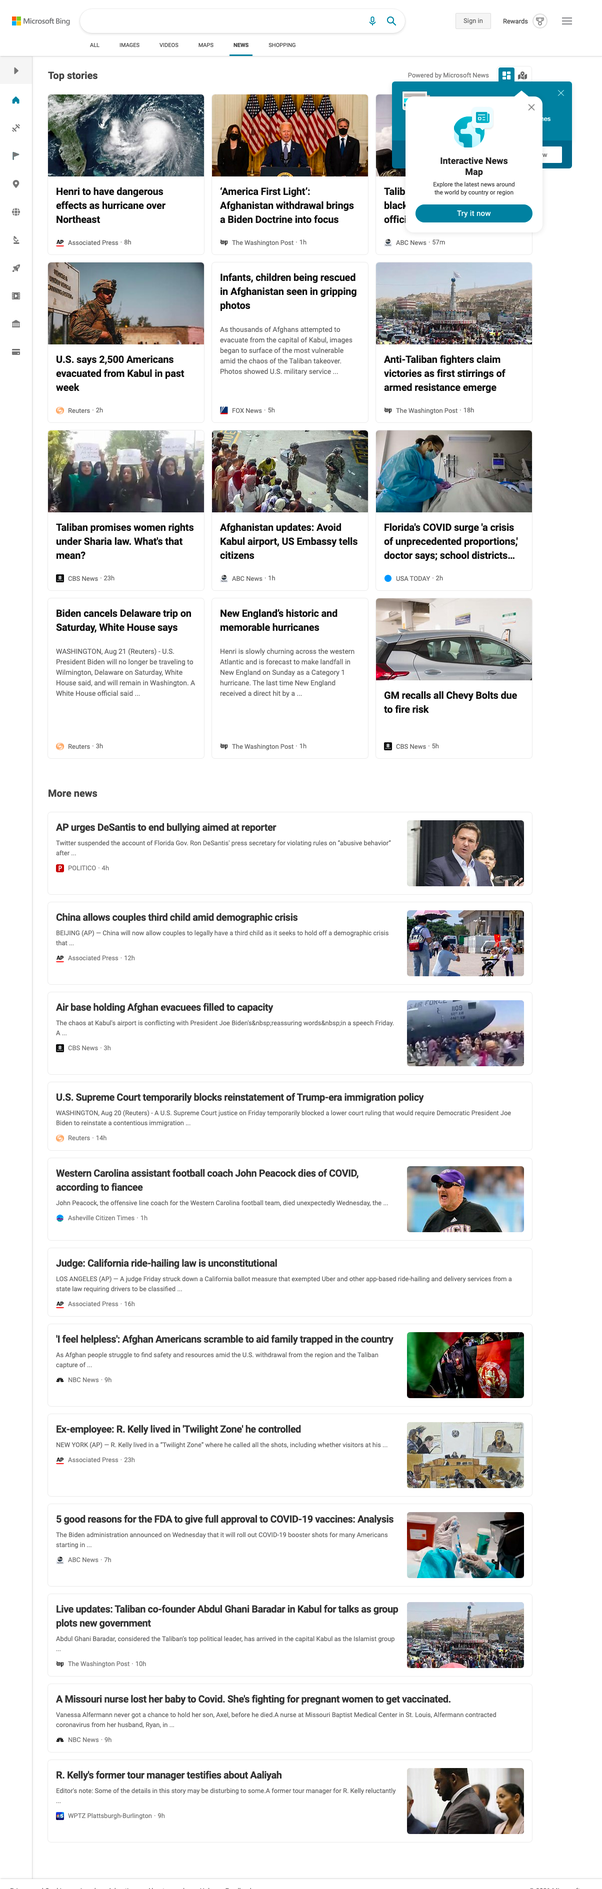 Microsoft Bing
Sign in
Rewards
ALL
IMAGES
VIDEOS
MAPS
NEWS
SHOPPING
Top stories
Powered by Microsoft News
Interactive News
Map
Explore the latest news around
the world by country or region
Try it now
Henri to have dangerous
effects as hurricane over
Northeast
AP Associated Press · 8h
'America First Light':
Afghanistan withdrawal brings
a Biden Doctrine into focus
wp The Washington Post · 1h
Talib
black
offici
ABC News · 57m
U.S. says 2,500 Americans
evacuated from Kabul in past
week
Reuters · 2h
Infants, children being rescued
in Afghanistan seen in gripping
photos
As thousands of Afghans attempted to
evacuate from the capital of Kabul, images
began to surface of the most vulnerable
amid the chaos of the Taliban takeover.
Photos showed U.S. military service ...
FOX News · 5h
Anti-Taliban fighters claim
victories as first stirrings of
armed resistance emerge
wp The Washington Post · 18h
Taliban promises women rights
under Sharia law. What's that
mean?
CBS News · 23h
Afghanistan updates: Avoid
Kabul airport, US Embassy tells
citizens
ABC News · 1h
Florida's COVID surge 'a crisis
of unprecedented proportions,'
doctor says; school districts...
USA TODAY · 2h
Biden cancels Delaware trip on
Saturday, White House says
WASHINGTON, Aug 21 (Reuters) - U.S.
President Biden will no longer be traveling to
Wilmington, Delaware on Saturday, White
House said, and will remain in Washington. A
White House official said ...
Reuters · 3h
New England's historic and
memorable hurricanes
Henri is slowly churning across the western
Atlantic and is forecast to make landfall in
New England on Sunday as a Category 1
hurricane. The last time New England
received a direct hit by a ...
wp The Washington Post · 1h
GM recalls all Chevy Bolts due
to fire risk
CBS News · 5h
More news
AP urges DeSantis to end bullying aimed at reporter
Twitter suspended the account of Florida Gov. Ron DeSantis' press secretary for violating rules on "abusive behavior"
after ...
P POLITICO · 4h
China allows couples third child amid demographic crisis
BEIJING (AP) — China will now allow couples to legally have a third child as it seeks to hold off a demographic crisis
that ...
AP Associated Press · 12h
Air base holding Afghan evacuees filled to capacity
The chaos at Kabul's airport is conflicting with President Joe Biden's&nbsp;reassuring words&nbsp;in a speech Friday.
A ...
CBS News · 3h
U.S. Supreme Court temporarily blocks reinstatement of Trump-era immigration policy
WASHINGTON, Aug 20 (Reuters) - A U.S. Supreme Court justice on Friday temporarily blocked a lower court ruling that would require Democratic President Joe
Biden to reinstate a contentious immigration ...
Reuters · 14h
Western Carolina assistant football coach John Peacock dies of COVID,
according to fiancee
John Peacock, the offensive line coach for the Western Carolina football team, died unexpectedly Wednesday, the ...
Asheville Citizen Times · 1h
Judge: California ride-hailing law is unconstitutional
LOS ANGELES (AP) — A judge Friday struck down a California ballot measure that exempted Uber and other app-based ride-hailing and delivery services from a
state law requiring drivers to be classified ...
AP Associated Press · 16h
'I feel helpless': Afghan Americans scramble to aid family trapped in the country
As Afghan people struggle to find safety and resources amid the U.S. withdrawal from the region and the Taliban
capture of ...
NBC News · 9h
Ex-employee: R. Kelly lived in 'Twilight Zone' he controlled
NEW YORK (AP) — R. Kelly lived in a "Twilight Zone" where he called all the shots, including whether visitors at his ...
AP Associated Press · 23h
5 good reasons for the FDA to give full approval to COVID-19 vaccines: Analysis
The Biden administration announced on Wednesday that it will roll out COVID-19 booster shots for many Americans
starting in ...
ABC News · 7h
Live updates: Taliban co-founder Abdul Ghani Baradar in Kabul for talks as group
plots new government
Abdul Ghani Baradar, considered the Taliban's top political leader, has arrived in the capital Kabul as the Islamist group
...
wp The Washington Post · 10h
A Missouri nurse lost her baby to Covid. She's fighting for pregnant women to get vaccinated.
Vanessa Alfermann never got a chance to hold her son, Axel, before he died.A nurse at Missouri Baptist Medical Center in St. Louis, Alfermann contracted
coronavirus from her husband, Ryan, in ...
NBC News · 9h
R. Kelly's former tour manager testifies about Aaliyah
Editor's note: Some of the details in this story may be disturbing to some.A former tour manager for R. Kelly reluctantly
...
WPTZ Plattsburgh-Burlington · 9h